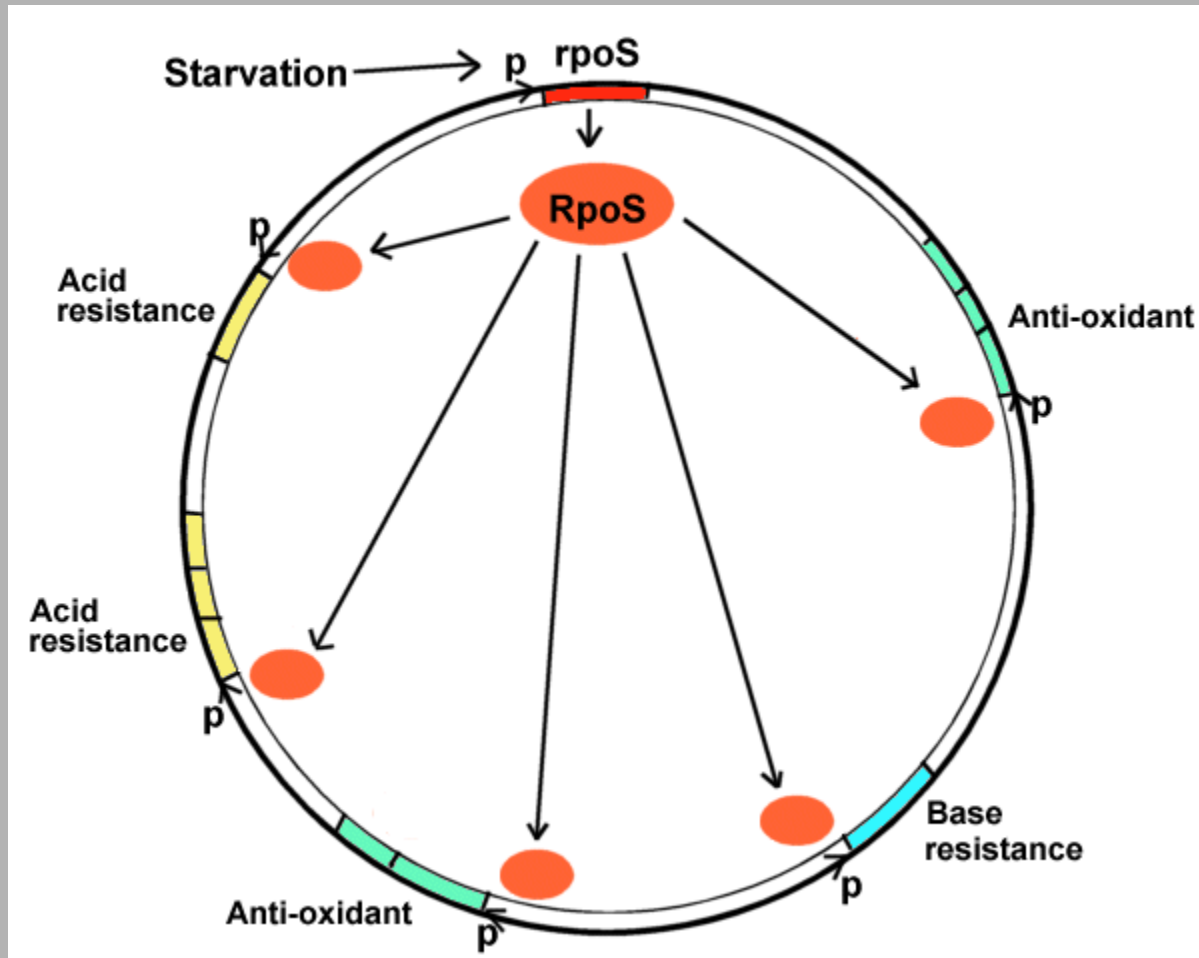 Starvation
p
rpoS
RpoS
p
Acid
resistance
Anti-oxidant
p
Acid
resistance
p
Base
resistance
p
Anti-oxidant
p